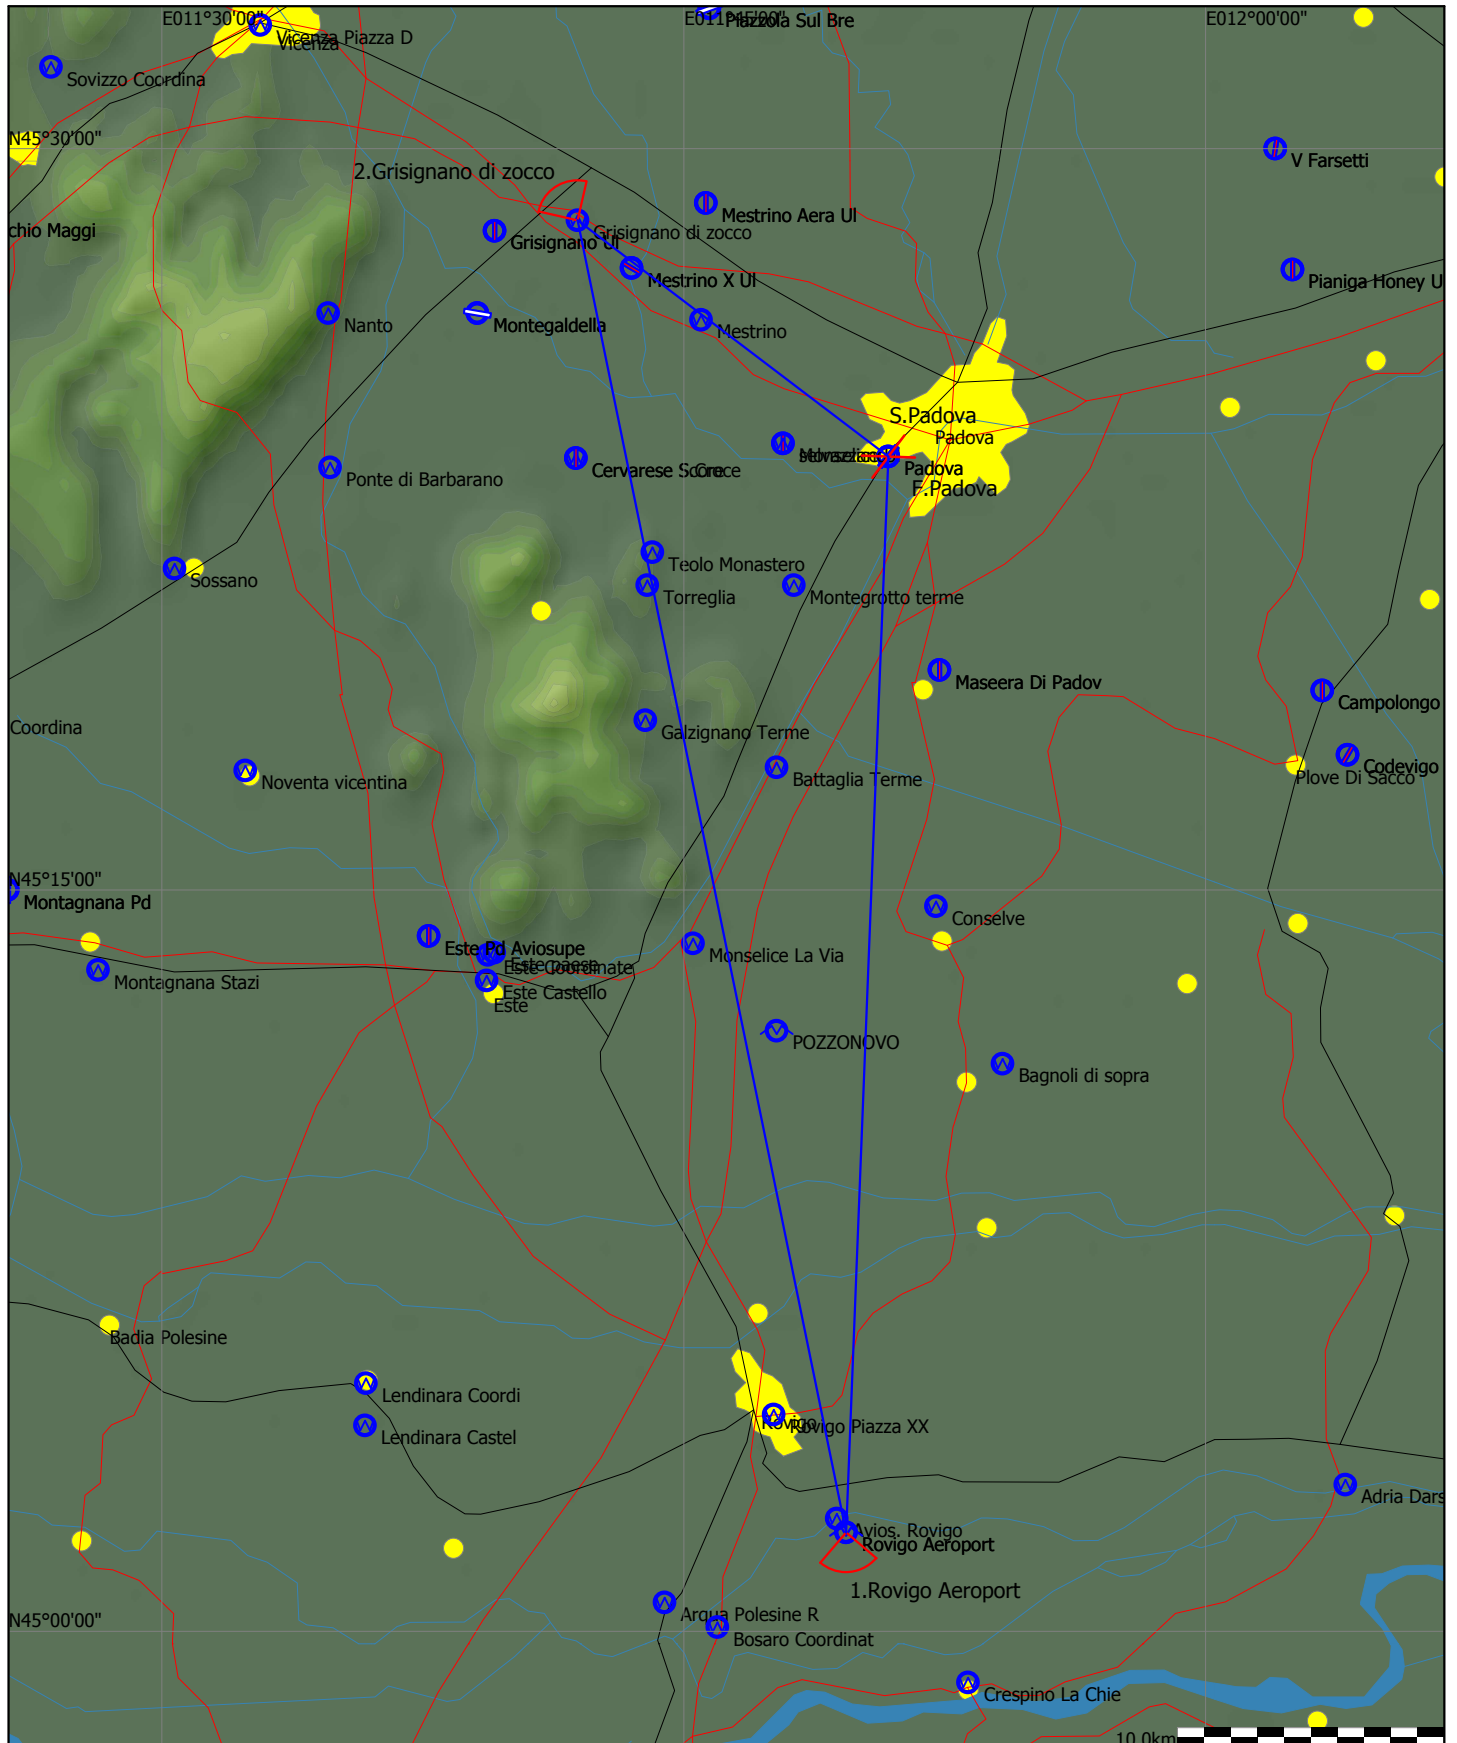 E011°30'00"
E012°00'00"
Piazzola Sul Bre
Vicenza Piazza D
Vicenza
Sovizzo Coordina
N45°30'00"
V Farsetti
2.Grisignano di zocco
Mestrino Aera Ul
chio Maggi
Grisignano Ul
Grisignano di zocco
Mestrino X Ul
Pianiga Honey U
Nanto
Montegaldella
Mestrino
S.Padova
Padova
Ponte di Barbarano
Cervarese S Croce
Padova
F.Padova
Teolo Monastero
Sossano
Torreglia
Montegrotto terme
Maseera Di Padov
Campolongo
Coordina
Galzignano Terme
Noventa vicentina
Battaglia Terme
Codevigo
Plove Di Sacco
N45°15'00"
Montagnana Pd
Conselve
Este Pd Aviosupe
Monselice La Via
Este paese
Este Coordinate
Montagnana Stazi
Este Castello
Este
POZZONOVO
Bagnoli di sopra
Badia Polesine
Lendinara Coordi
Rovigo
Rovigo Piazza XX
Lendinara Castel
Adria Dars
Avios. Rovigo
Rovigo Aeroport
1.Rovigo Aeroport
N45°00'00"
Arqua Polesine R
Bosaro Coordinat
Crespino La Chie
10.0km